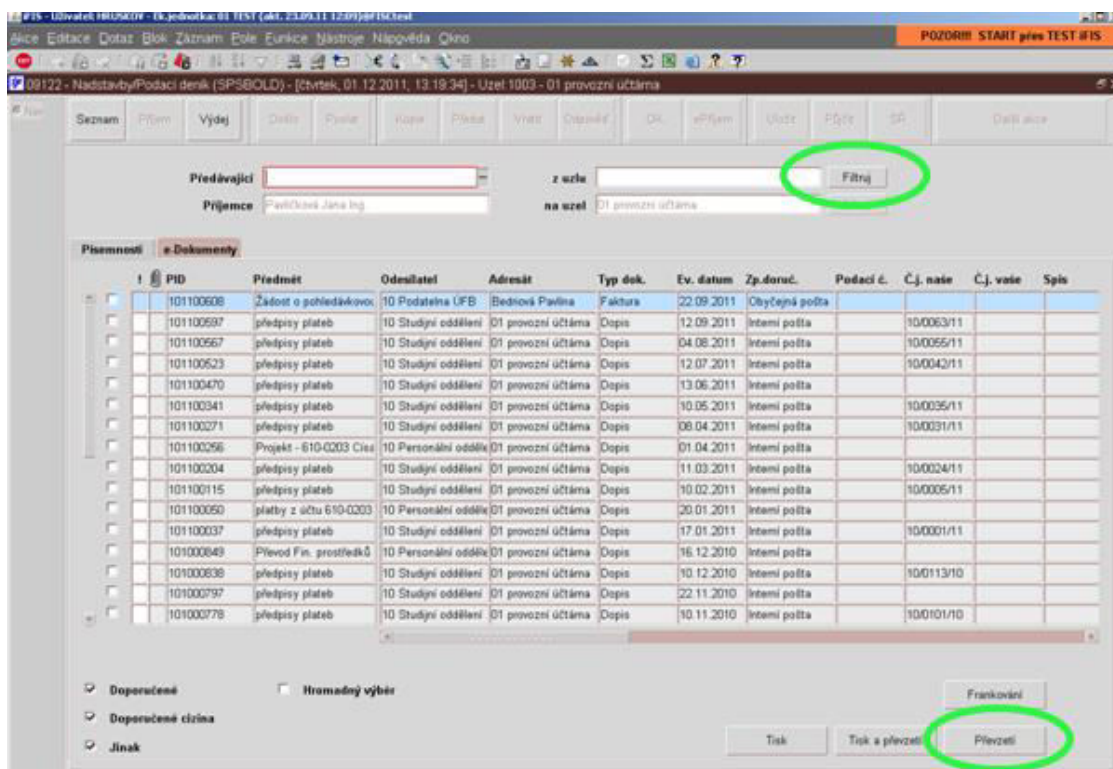 iFIS - Uživatel: HRUSKOV - Ek.jednotka: 01 TEST (akt. 23.09.11 12:09)@FISCtest
Akce Editace Dotaz Blok Záznam Pole Funkce Nástroje Nápověda Okno
POZOR!!! START přes TEST iFIS
09122 - Nadstavby/Podací deník (SPSBOLD) - [čtvrtek, 01.12.2011, 13:19:34] - Uzel 1003 - 01 provozní účtárna
Seznam Příjem Výdej Kopie Předat Vrátit ePříjem Půjčit Další akce
Předávající z uzlu Filtruj
Příjemce Pavlíčková Jana Ing. na uzel 01 provozní účtárna
Písemnosti e-Dokumenty
! PID Předmět Odesílatel Adresát Typ dok. Ev. datum Zp.doruč. Podací č. Č.j. naše Č.j. vaše Spis
101100608 Žádost o pohledávkovou 10 Podatelna ÚFB Bednová Pavlína Faktura 22.09.2011 Obyčejná pošta
101100597 předpisy plateb 10 Studijní oddělení 01 provozní účtárna Dopis 12.09.2011 Interní pošta 10/0063/11
101100567 předpisy plateb 10 Studijní oddělení 01 provozní účtárna Dopis 04.08.2011 Interní pošta 10/0055/11
101100523 předpisy plateb 10 Studijní oddělení 01 provozní účtárna Dopis 12.07.2011 Interní pošta 10/0042/11
101100470 předpisy plateb 10 Studijní oddělení 01 provozní účtárna Dopis 13.06.2011 Interní pošta
101100341 předpisy plateb 10 Studijní oddělení 01 provozní účtárna Dopis 10.05.2011 Interní pošta 10/0035/11
101100271 předpisy plateb 10 Studijní oddělení 01 provozní účtárna Dopis 08.04.2011 Interní pošta 10/0031/11
101100256 Projekt - 610-0203 10 Personální odděle 01 provozní účtárna Dopis 01.04.2011 Interní pošta
101100204 předpisy plateb 10 Studijní oddělení 01 provozní účtárna Dopis 11.03.2011 Interní pošta 10/0024/11
101100115 předpisy plateb 10 Studijní oddělení 01 provozní účtárna Dopis 10.02.2011 Interní pošta 10/0005/11
101100050 platby z účtu 610-0203 10 Personální odděle 01 provozní účtárna Dopis 20.01.2011 Interní pošta
101100037 předpisy plateb 10 Studijní oddělení 01 provozní účtárna Dopis 17.01.2011 Interní pošta 10/0001/11
101000849 Převod Fin. prostředků 10 Personální odděle 01 provozní účtárna Dopis 16.12.2010 Interní pošta
101000838 předpisy plateb 10 Studijní oddělení 01 provozní účtárna Dopis 10.12.2010 Interní pošta 10/0113/10
101000797 předpisy plateb 10 Studijní oddělení 01 provozní účtárna Dopis 22.11.2010 Interní pošta
101000778 předpisy plateb 10 Studijní oddělení 01 provozní účtárna Dopis 10.11.2010 Interní pošta 10/0101/10
Doporučené Hromadný výběr Frankování
Doporučené cizina
Jinak Tisk Tisk a převzetí Převzetí